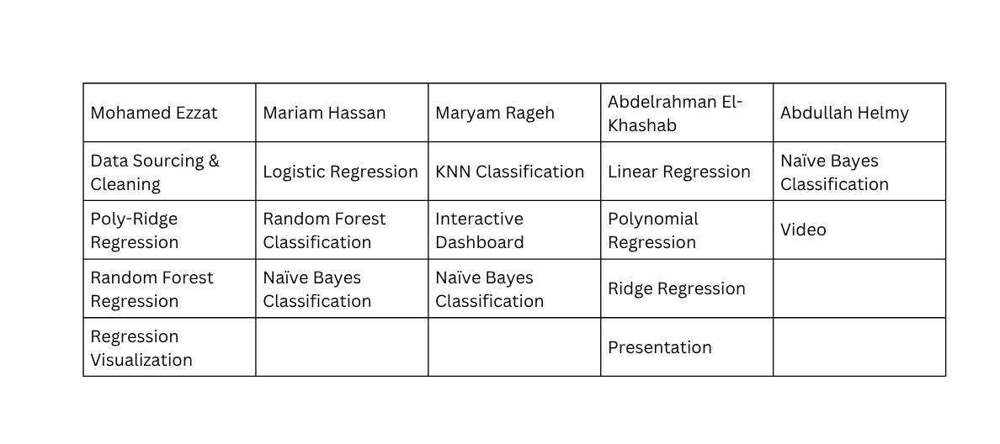 Mohamed Ezzat
Mariam Hassan
Maryam Rageh
Abdelrahman El-
Khashab
Abdullah Helmy
Data Sourcing &
Cleaning
Logistic Regression
KNN Classification
Linear Regression
Naïve Bayes
Classification
Poly-Ridge
Regression
Random Forest
Classification
Interactive
Dashboard
Polynomial
Regression
Video
Random Forest
Regression
Naïve Bayes
Classification
Naïve Bayes
Classification
Ridge Regression
Regression
Visualization
Presentation